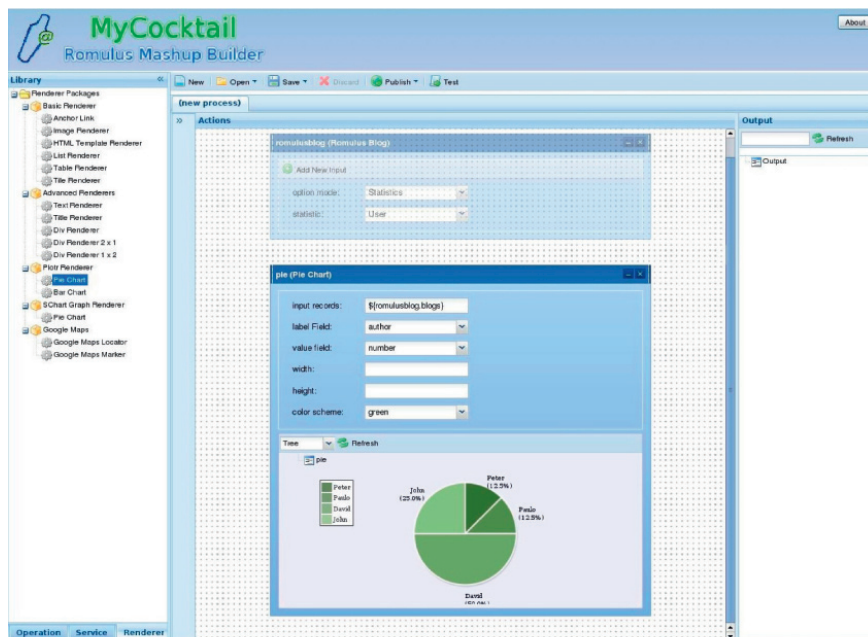 MyCocktail
Romulus Mashup Builder
About
Library
«
New
Open
Save
Discard
Publish
Test
Renderer Packages
Basic Renderer
Anchor Link
Image Renderer
HTML Template Renderer
List Renderer
Table Renderer
Tile Renderer
Advanced Renderers
Text Renderer
Title Renderer
Div Renderer
Div Renderer 2 x 1
Div Renderer 1 x 2
Plotr Renderer
Pie Chart
Bar Chart
SChart Graph Renderer
Pie Chart
Google Maps
Google Maps Locator
Google Maps Marker
Operation Service Renderer
(new process)
» Actions
romulusblog (Romulus Blog)
Add New Input
option mode: Statistics
statistic: User
pie (Pie Chart)
input records: ${romulusblog.blogs}
label Field: author
value field: number
width:
height:
color scheme: green
Tree Refresh
pie
Peter
Paulo
David
John
John
(25.0%)
Peter
(12.5%)
Paulo
(12.5%)
David
(50.0%)
Output
Refresh
Output